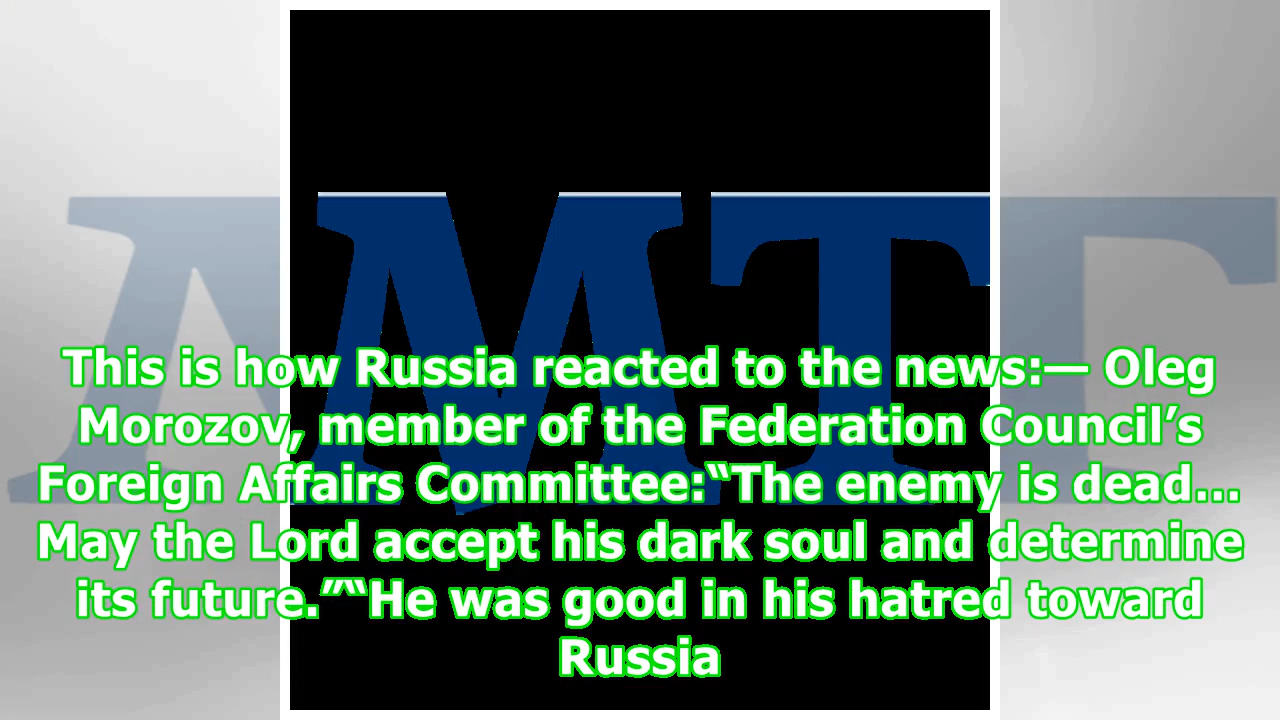 MT
This is how Russia reacted to the news:— Oleg
Morozov, member of the Federation Council’s
Foreign Affairs Committee:“The enemy is dead...
May the Lord accept his dark soul and determine
its future.”“He was good in his hatred toward
Russia